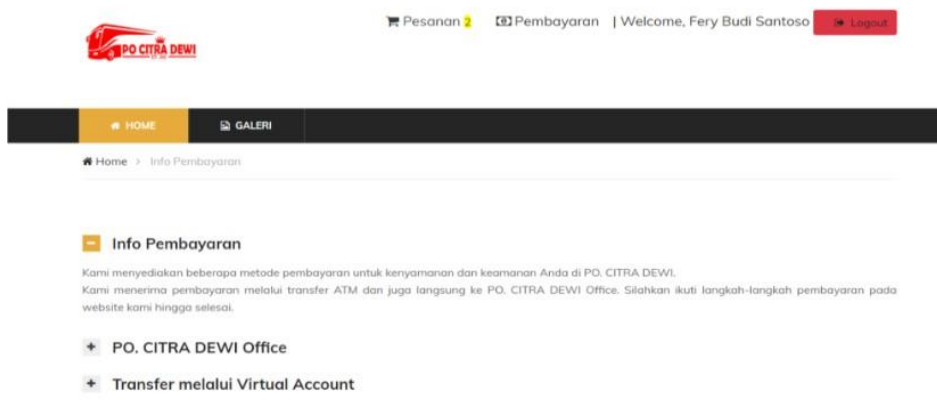 Pesanan 2 Pembayaran | Welcome, Fery Budi Santoso Logout
PO CITRA DEWI
HOME GALERI
Home > Info Pembayaran
Info Pembayaran
Kami menyediakan beberapa metode pembayaran untuk kenyamanan dan keamanan Anda di PO. CITRA DEWI.
Kami menerima pembayaran melalui transfer ATM dan juga langsung ke PO. CITRA DEWI Office. Silahkan ikuti langkah-langkah pembayaran pada
website kami hingga selesai.
PO. CITRA DEWI Office
Transfer melalui Virtual Account